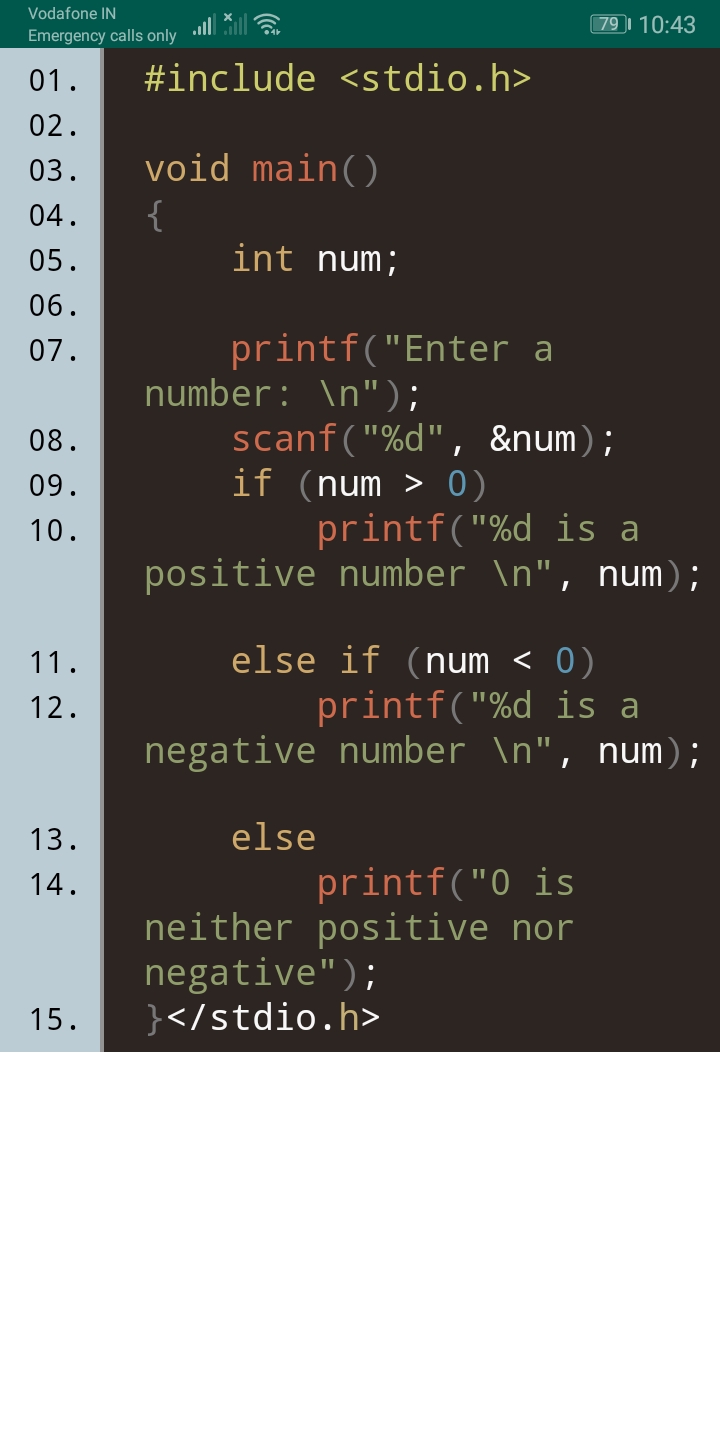 Vodafone IN
Emergency calls only
79 10:43
01. #include <stdio.h>
02.
03. void main()
04. {
05. int num;
06.
07. printf("Enter a
number: \n");
08. scanf("%d", &num);
09. if (num > 0)
10. printf("%d is a
positive number \n", num);
11. else if (num < 0)
12. printf("%d is a
negative number \n", num);
13. else
14. printf("0 is
neither positive nor
negative");
15. }</stdio.h>